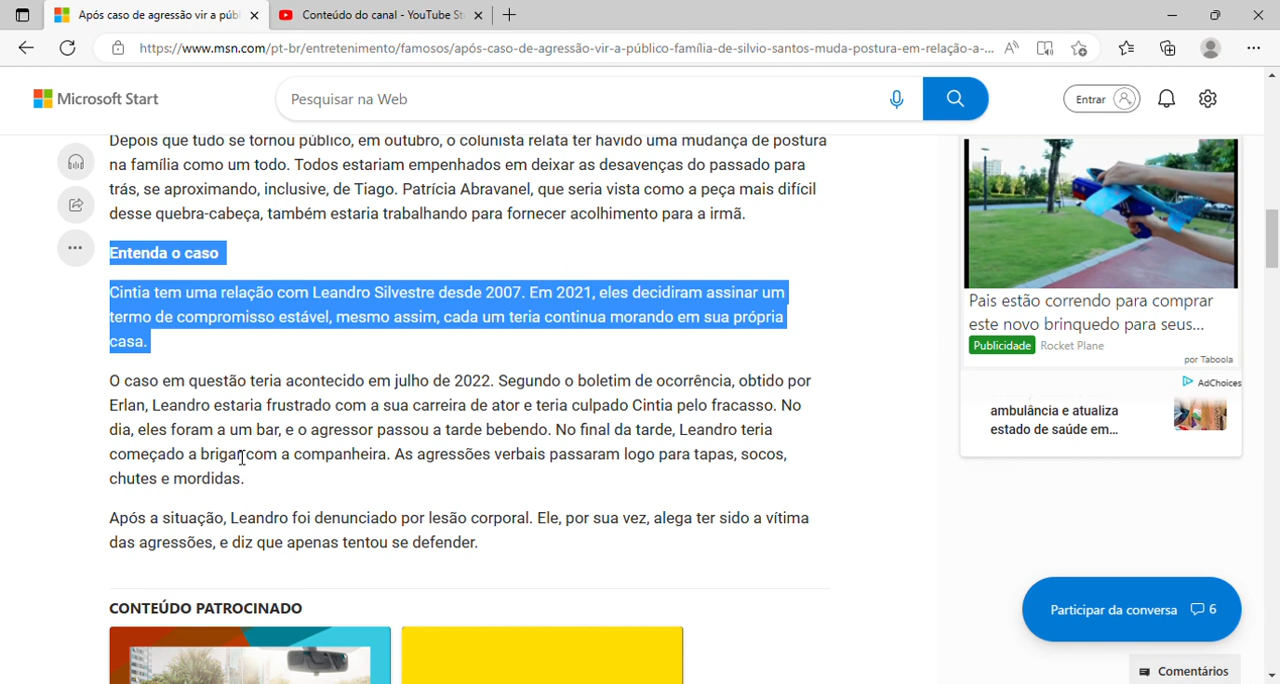 Após caso de agressão vir a públ
Conteúdo do canal - YouTube St
https://www.msn.com/pt-br/entretenimento/famosos/após-caso-de-agressão-vir-a-público-família-de-silvio-santos-muda-postura-em-relação-a-...
Microsoft Start
Pesquisar na Web
Entrar
Depois que tudo se tornou público, em outubro, o colunista relata ter havido uma mudança de postura
na família como um todo. Todos estariam empenhados em deixar as desavenças do passado para
trás, se aproximando, inclusive, de Tiago. Patrícia Abravanel, que seria vista como a peça mais difícil
desse quebra-cabeça, também estaria trabalhando para fornecer acolhimento para a irmã.
Entenda o caso
Cintia tem uma relação com Leandro Silvestre desde 2007. Em 2021, eles decidiram assinar um
termo de compromisso estável, mesmo assim, cada um teria continua morando em sua própria
casa.
O caso em questão teria acontecido em julho de 2022. Segundo o boletim de ocorrência, obtido por
Erlan, Leandro estaria frustrado com a sua carreira de ator e teria culpado Cintia pelo fracasso. No
dia, eles foram a um bar, e o agressor passou a tarde bebendo. No final da tarde, Leandro teria
começado a brigar com a companheira. As agressões verbais passaram logo para tapas, socos,
chutes e mordidas.
Após a situação, Leandro foi denunciado por lesão corporal. Ele, por sua vez, alega ter sido a vítima
das agressões, e diz que apenas tentou se defender.
CONTEÚDO PATROCINADO
Pais estão correndo para comprar
este novo brinquedo para seus...
Publicidade Rocket Plane
por Taboola
AdChoices
ambulância e atualiza
estado de saúde em...
Participar da conversa 6
Comentários